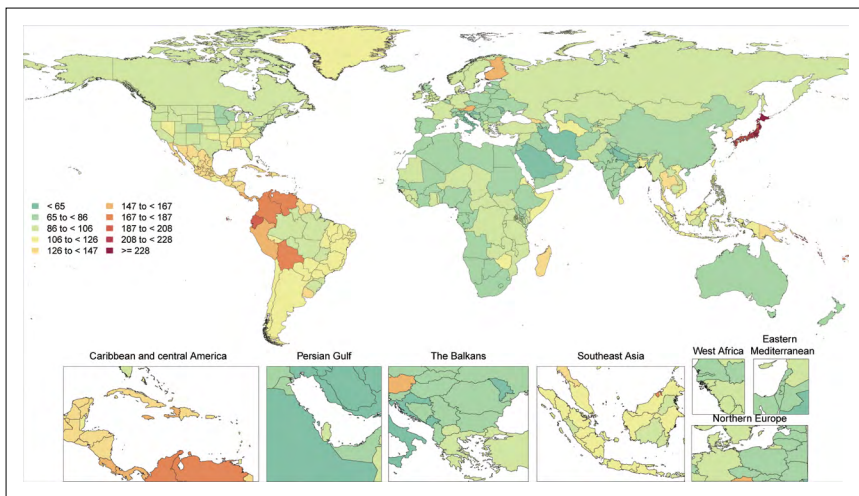 < 65
65 to < 86
86 to < 106
106 to < 126
126 to < 147
147 to < 167
167 to < 187
187 to < 208
208 to < 228
>= 228
Caribbean and central America
Persian Gulf
The Balkans
Southeast Asia
West Africa
Eastern
Mediterranean
Northern Europe